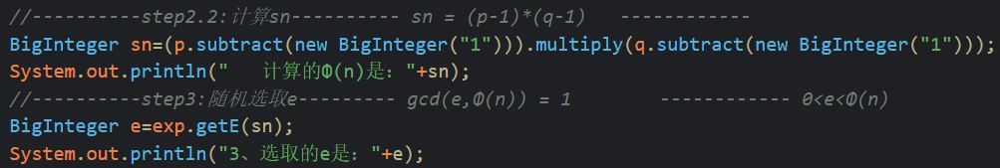 //----------step2.2:计算sn---------- sn = (p-1)*(q-1)   ------------
BigInteger sn=(p.subtract(new BigInteger("1"))).multiply(q.subtract(new BigInteger("1")));
System.out.println("   计算的Φ(n)是："+sn);
//----------step3:随机选取e--------- gcd(e,Φ(n)) = 1        ------------ 0<e<Φ(n)
BigInteger e=exp.getE(sn);
System.out.println("3、选取的e是："+e);